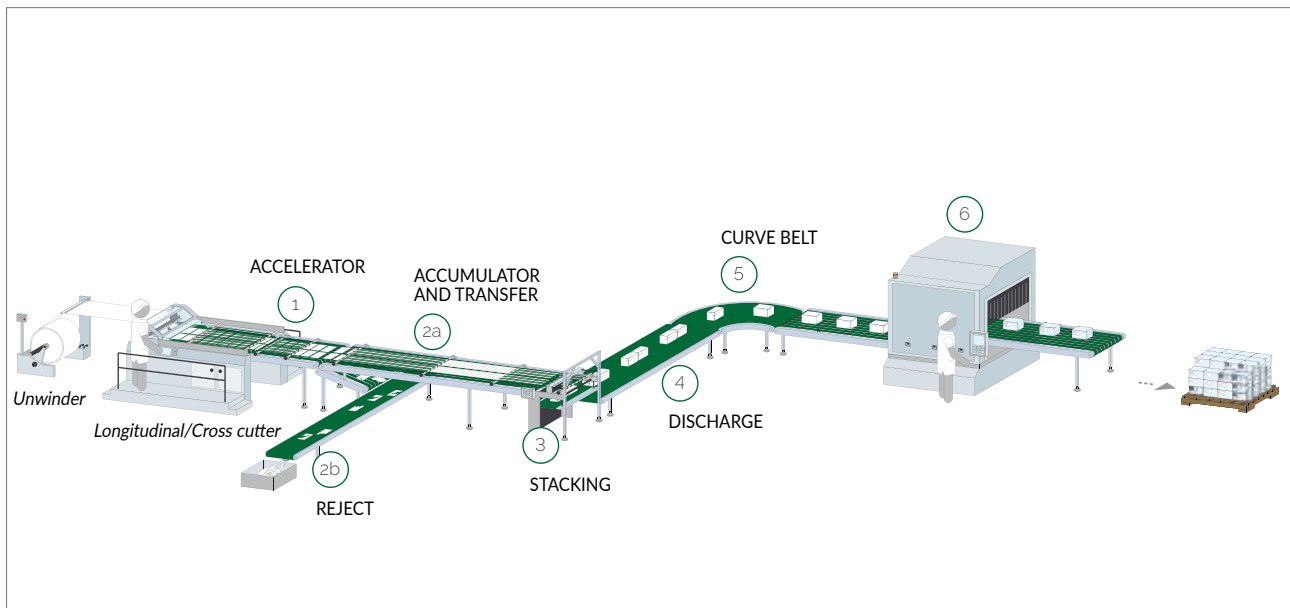 6
CURVE BELT
5
ACCELERATOR
1
ACCUMULATOR
AND TRANSFER
2a
Unwinder
Longitudinal/Cross cutter
4
DISCHARGE
3
STACKING
2b
REJECT